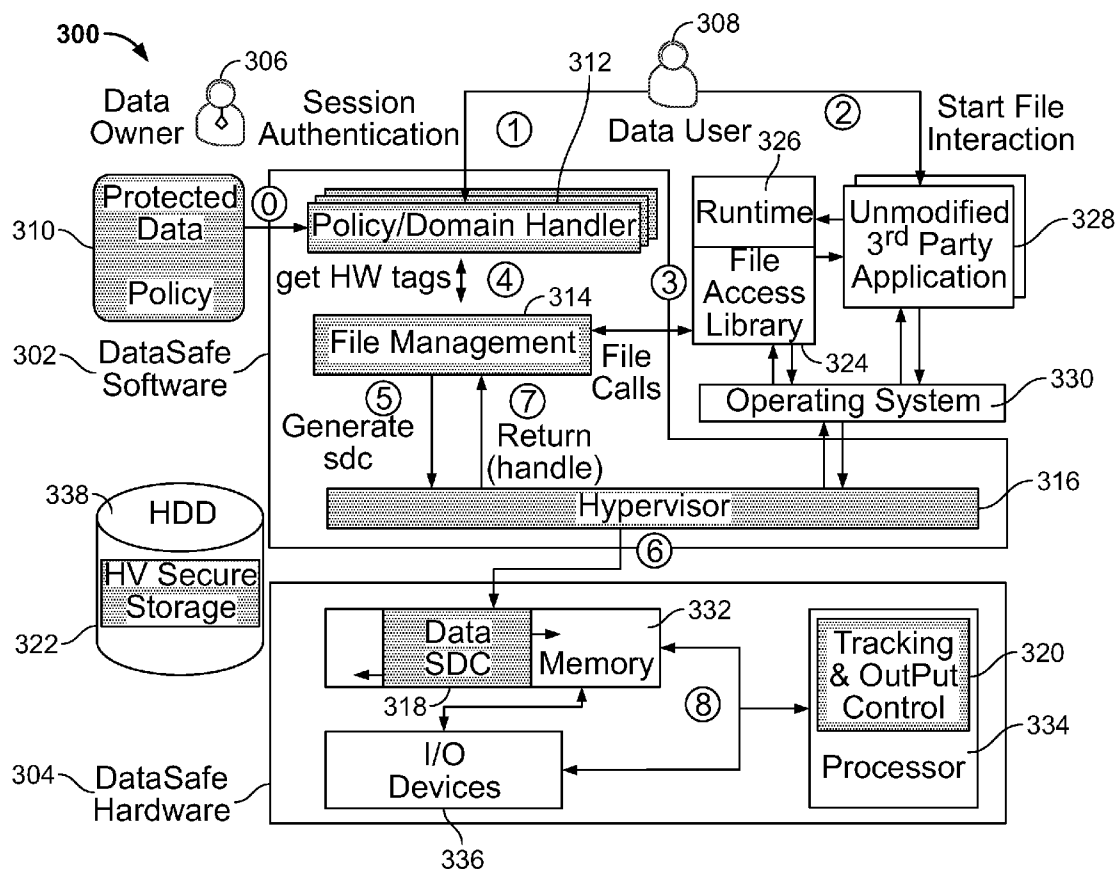 300
306
308
312
Data
Owner
Session
Authentication
1
Data User
2
326
Start File
Interaction
Protected
Data
Policy
310
0
Policy/Domain Handler
Runtime
File
Access
Library
Unmodified
3rd Party
Application
328
get HW tags
4
3
314
File Management
File
Calls
324
302
DataSafe
Software
5
Generate
sdc
7
Return
(handle)
Operating System
330
Hypervisor
316
6
338
HDD
HV Secure
Storage
322
Data
SDC
Memory
332
318
8
Tracking
& OutPut
Control
320
334
Processor
I/O
Devices
304
DataSafe
Hardware
336